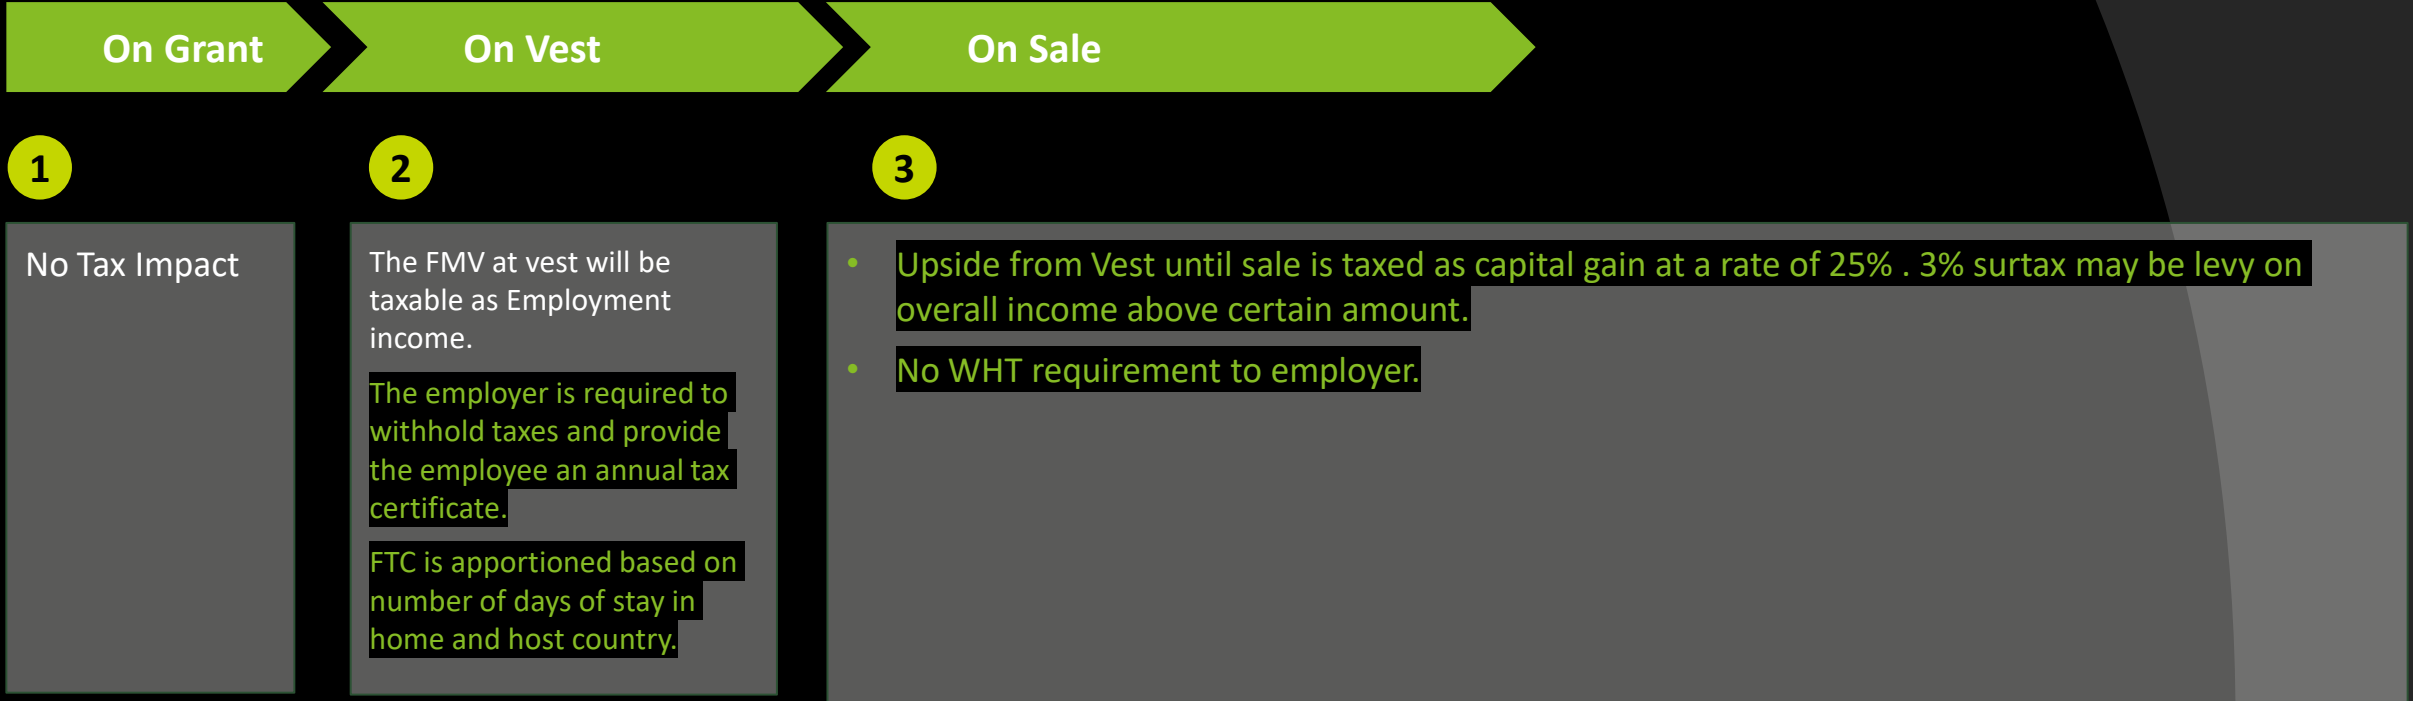 On Grant
On Vest
On Sale
1
2
3
No Tax Impact
The FMV at vest will be
taxable as Employment
income.
The employer is required to
withhold taxes and provide
the employee an annual tax
certificate.
FTC is apportioned based on
number of days of stay in
home and host country.
• Upside from Vest until sale is taxed as capital gain at a rate of 25% . 3% surtax may be levy on
overall income above certain amount.
• No WHT requirement to employer.